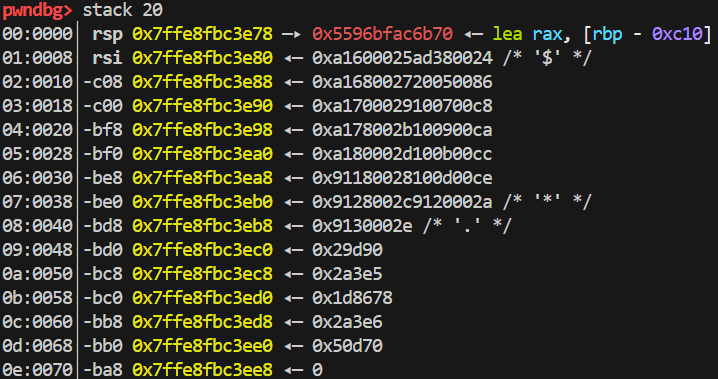 pwndbg> stack 20
00:0000│ rsp 0x7ffe8fbc3e78 —▸ 0x5596bfac6b70 ◂— lea rax, [rbp - 0xc10]
01:0008│ rsi 0x7ffe8fbc3e80 ◂— 0xa1600025ad380024 /* '$' */
02:0010│-c08 0x7ffe8fbc3e88 ◂— 0xa168002720050086
03:0018│-c00 0x7ffe8fbc3e90 ◂— 0xa1700029100700c8
04:0020│-bf8 0x7ffe8fbc3e98 ◂— 0xa178002b100900ca
05:0028│-bf0 0x7ffe8fbc3ea0 ◂— 0xa180002d100b00cc
06:0030│-be8 0x7ffe8fbc3ea8 ◂— 0x91180028100d00ce
07:0038│-be0 0x7ffe8fbc3eb0 ◂— 0x9128002c9120002a /* '*' */
08:0040│-bd8 0x7ffe8fbc3eb8 ◂— 0x9130002e /* '.' */
09:0048│-bd0 0x7ffe8fbc3ec0 ◂— 0x29d90
0a:0050│-bc8 0x7ffe8fbc3ec8 ◂— 0x2a3e5
0b:0058│-bc0 0x7ffe8fbc3ed0 ◂— 0x1d8678
0c:0060│-bb8 0x7ffe8fbc3ed8 ◂— 0x2a3e6
0d:0068│-bb0 0x7ffe8fbc3ee0 ◂— 0x50d70
0e:0070│-ba8 0x7ffe8fbc3ee8 ◂— 0